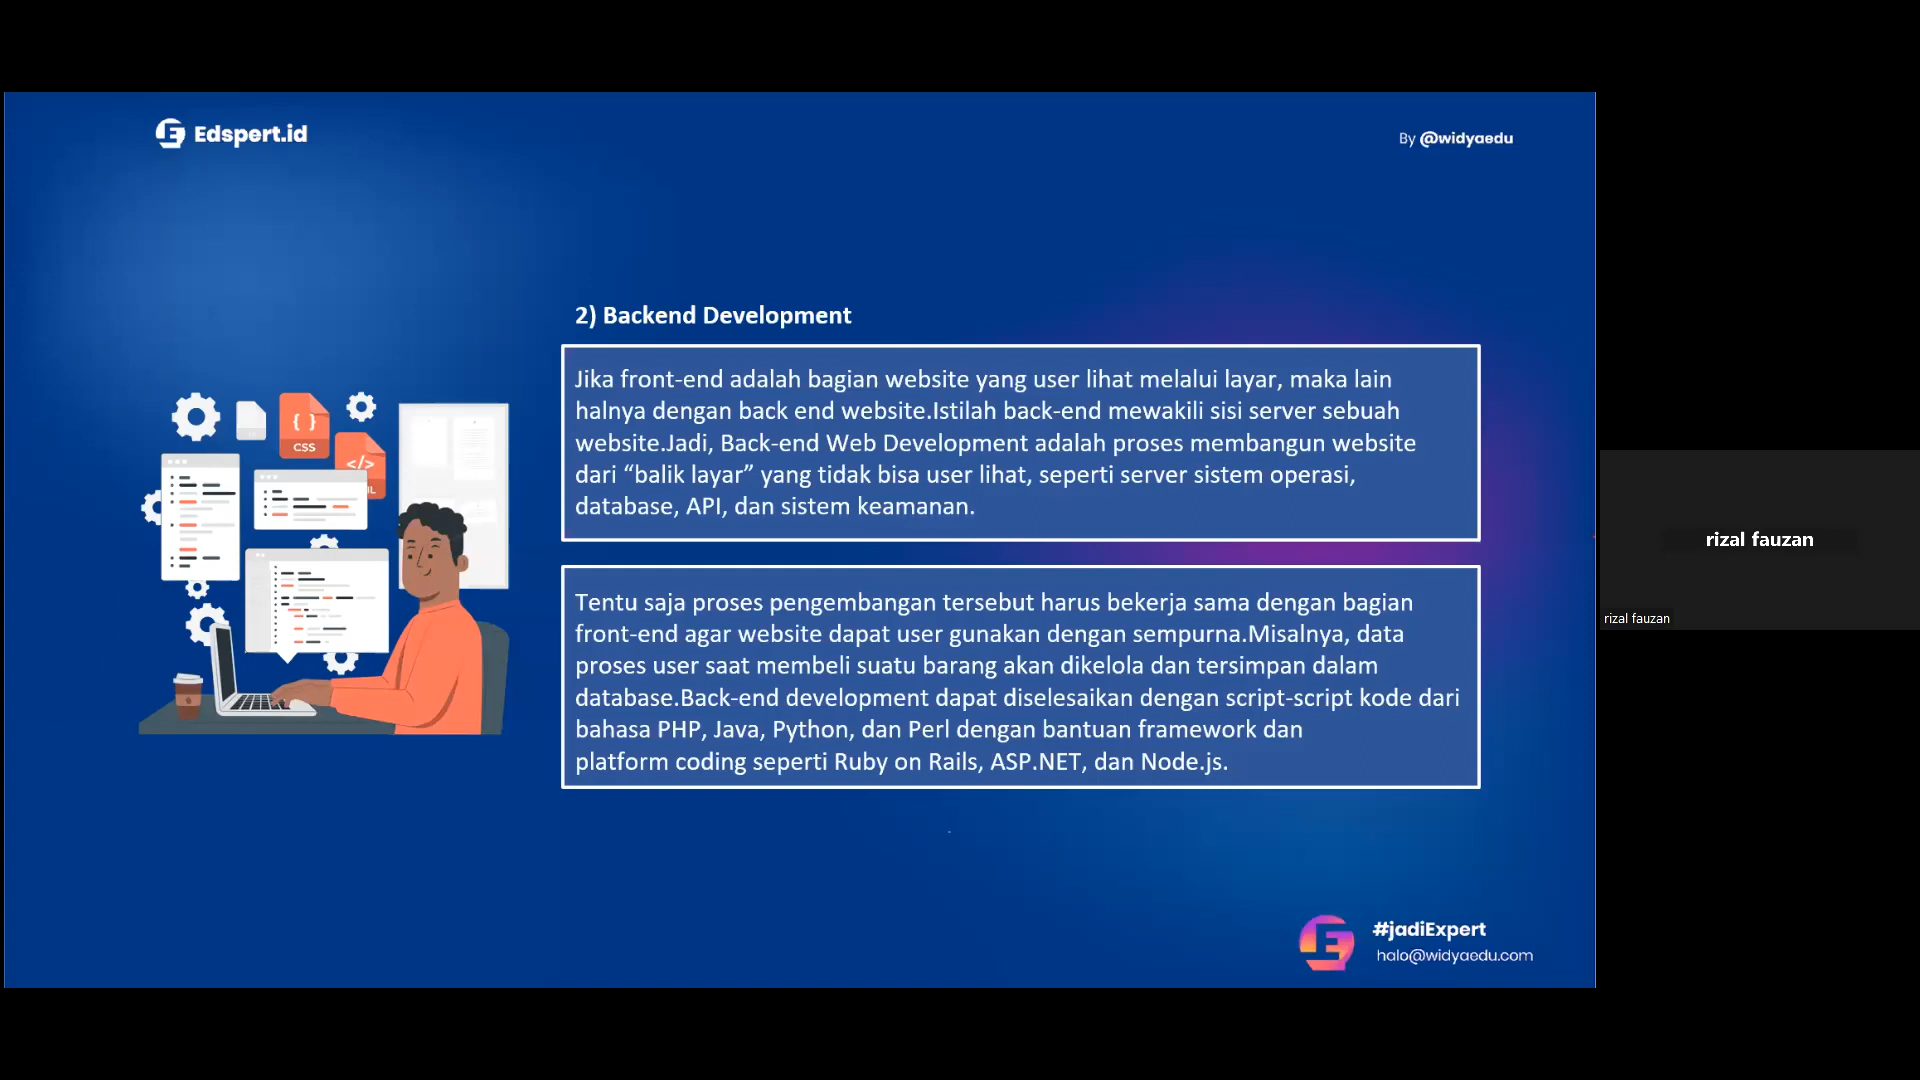 Edspert.id
By @widyaedu
2) Backend Development
Jika front-end adalah bagian website yang user lihat melalui layar, maka lain
halnya dengan back end website.Istilah back-end mewakili sisi server sebuah
website.Jadi, Back-end Web Development adalah proses membangun website
dari “balik layar” yang tidak bisa user lihat, seperti server sistem operasi,
database, API, dan sistem keamanan.
{ }
CSS
</>
IL
Tentu saja proses pengembangan tersebut harus bekerja sama dengan bagian
front-end agar website dapat user gunakan dengan sempurna.Misalnya, data
proses user saat membeli suatu barang akan dikelola dan tersimpan dalam
database.Back-end development dapat diselesaikan dengan script-script kode dari
bahasa PHP, Java, Python, dan Perl dengan bantuan framework dan
platform coding seperti Ruby on Rails, ASP.NET, dan Node.js.
#jadiExpert
halo@widyaedu.com
rizal fauzan
rizal fauzan